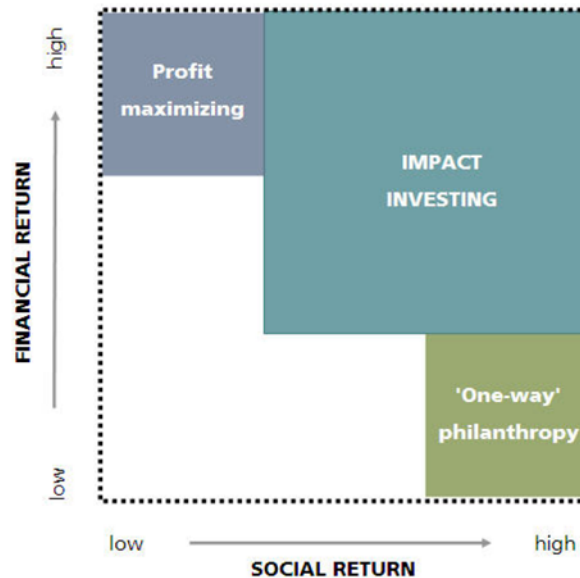 high
Profit
maximizing
IMPACT
INVESTING
FINANCIAL RETURN
'One-way'
philanthropy
low
low
high
SOCIAL RETURN